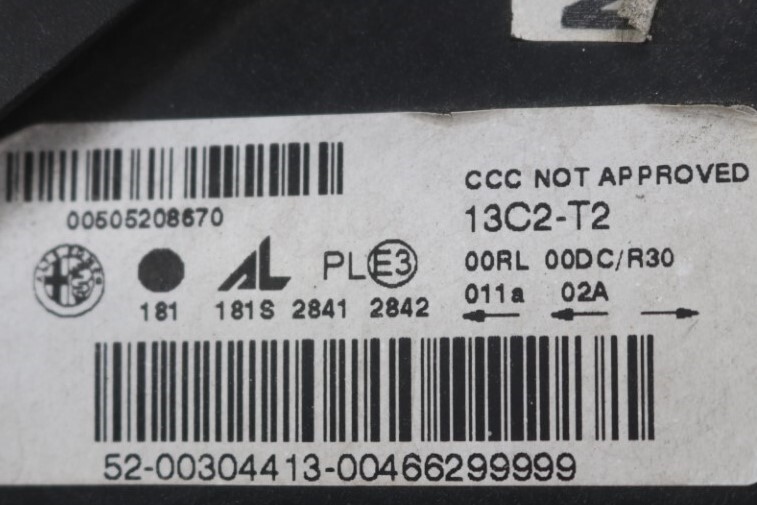 00505208670
CCC NOT APPROVED
13C2-T2
PL E3
00RL 00DC/R30
011a 02A
181 181S 2841 2842
52-00304413-00466299999